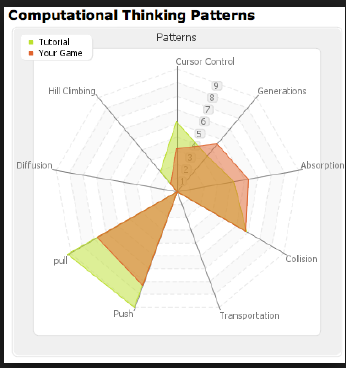 Computational Thinking Patterns
Patterns
Tutorial
Your Game
Cursor Control
Hill Climbing
Generations
9
8
7
6
5
3
Diffusion
Absorption
pull
Collision
Push
Transportation